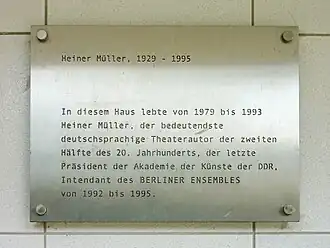 Heiner Müller, 1929 - 1995
In diesem Haus lebte von 1979 bis 1993
Heiner Müller, der bedeutendste
deutschsprachige Theaterautor der zweiten
Hälfte des 20. Jahrhunderts, der letzte
Präsident der Akademie der Künste der DDR,
Intendant des BERLINER ENSEMBLES
von 1992 bis 1995.